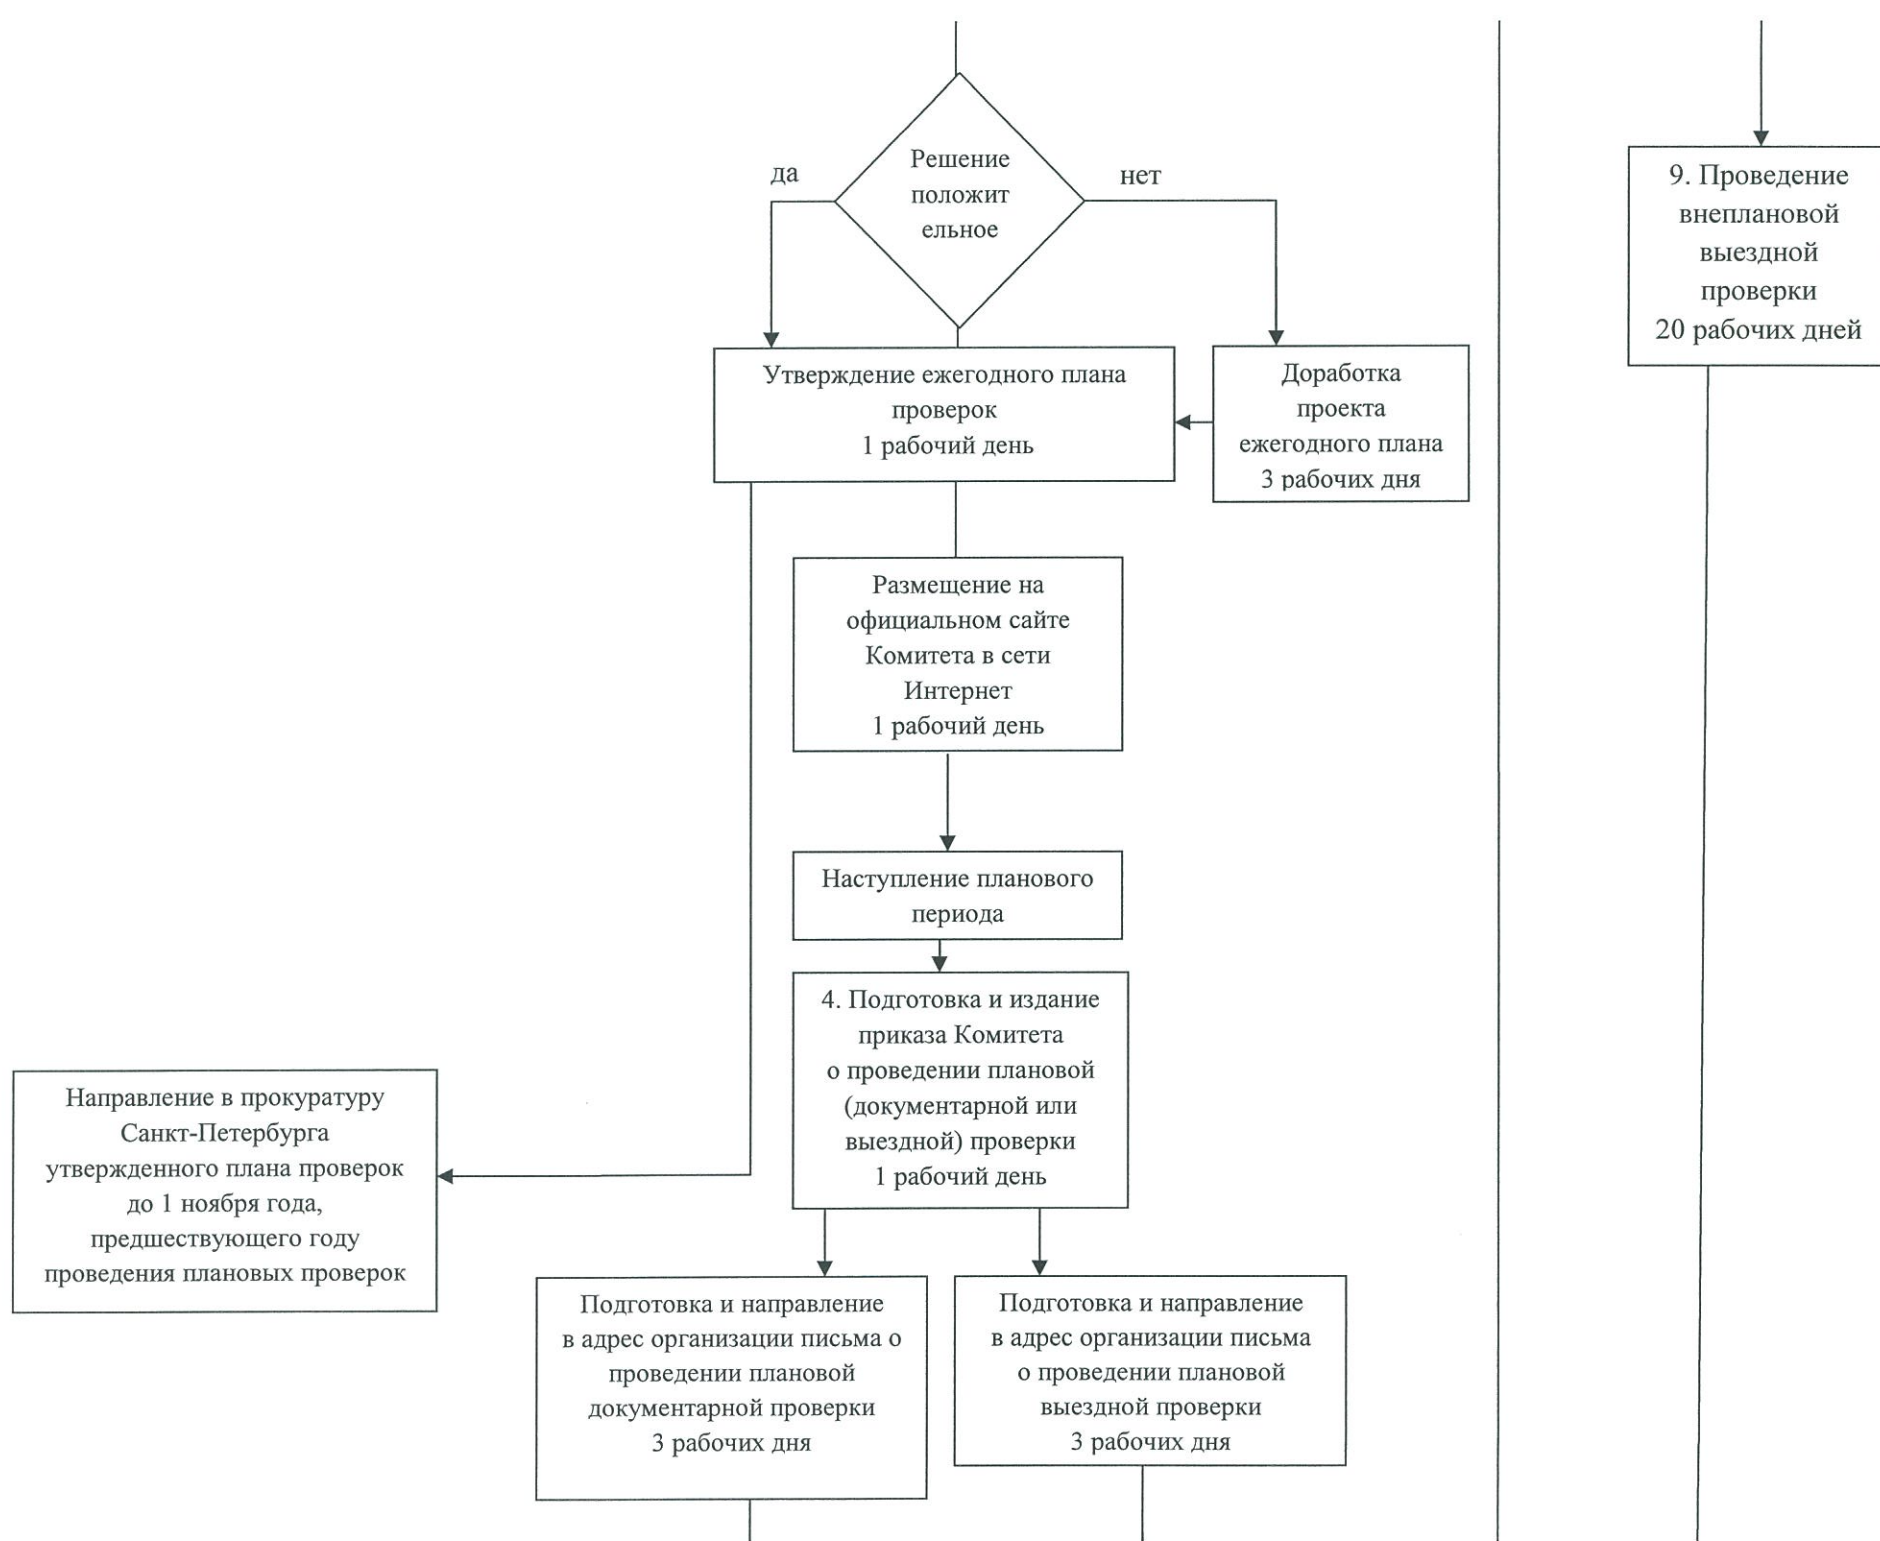 Решение
положит
ельное
да
нет
9. Проведение
внеплановой
выездной
проверки
20 рабочих дней
Утверждение ежегодного плана
проверок
1 рабочий день
Доработка
проекта
ежегодного плана
3 рабочих дня
Размещение на
официальном сайте
Комитета в сети
Интернет
1 рабочий день
Наступление планового
периода
4. Подготовка и издание
приказа Комитета
о проведении плановой
(документарной или
выездной) проверки
1 рабочий день
Направление в прокуратуру
Санкт-Петербурга
утвержденного плана проверок
до 1 ноября года,
предшествующего году
проведения плановых проверок
Подготовка и направление
в адрес организации письма о
проведении плановой
документарной проверки
3 рабочих дня
Подготовка и направление
в адрес организации письма
о проведении плановой
выездной проверки
3 рабочих дня